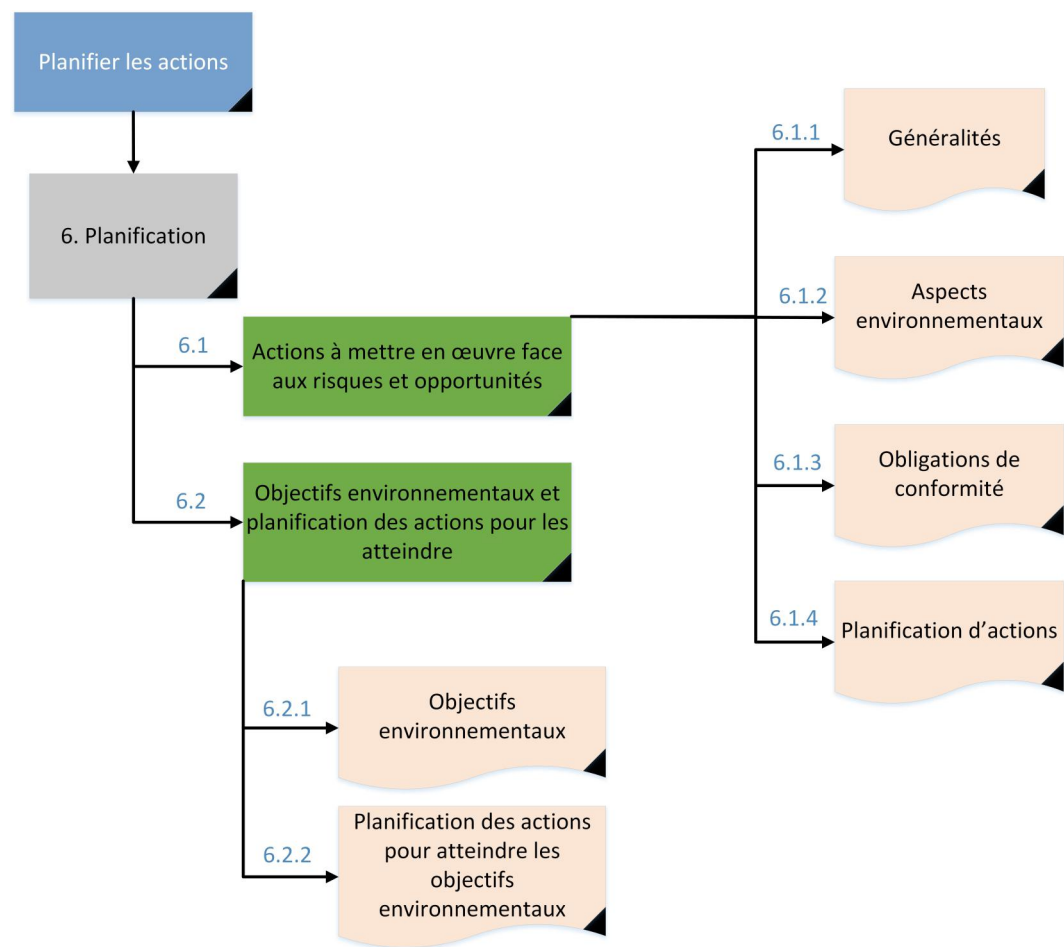 Planifier les actions
6. Planification
6.1
Actions à mettre en œuvre face
aux risques et opportunités
6.1.1
Généralités
6.1.2
Aspects
environnementaux
6.1.3
Obligations de
conformité
6.1.4
Planification d’actions
6.2
Objectifs environnementaux et
planification des actions pour les
atteindre
6.2.1
Objectifs
environnementaux
6.2.2
Planification des actions
pour atteindre les
objectifs
environnementaux